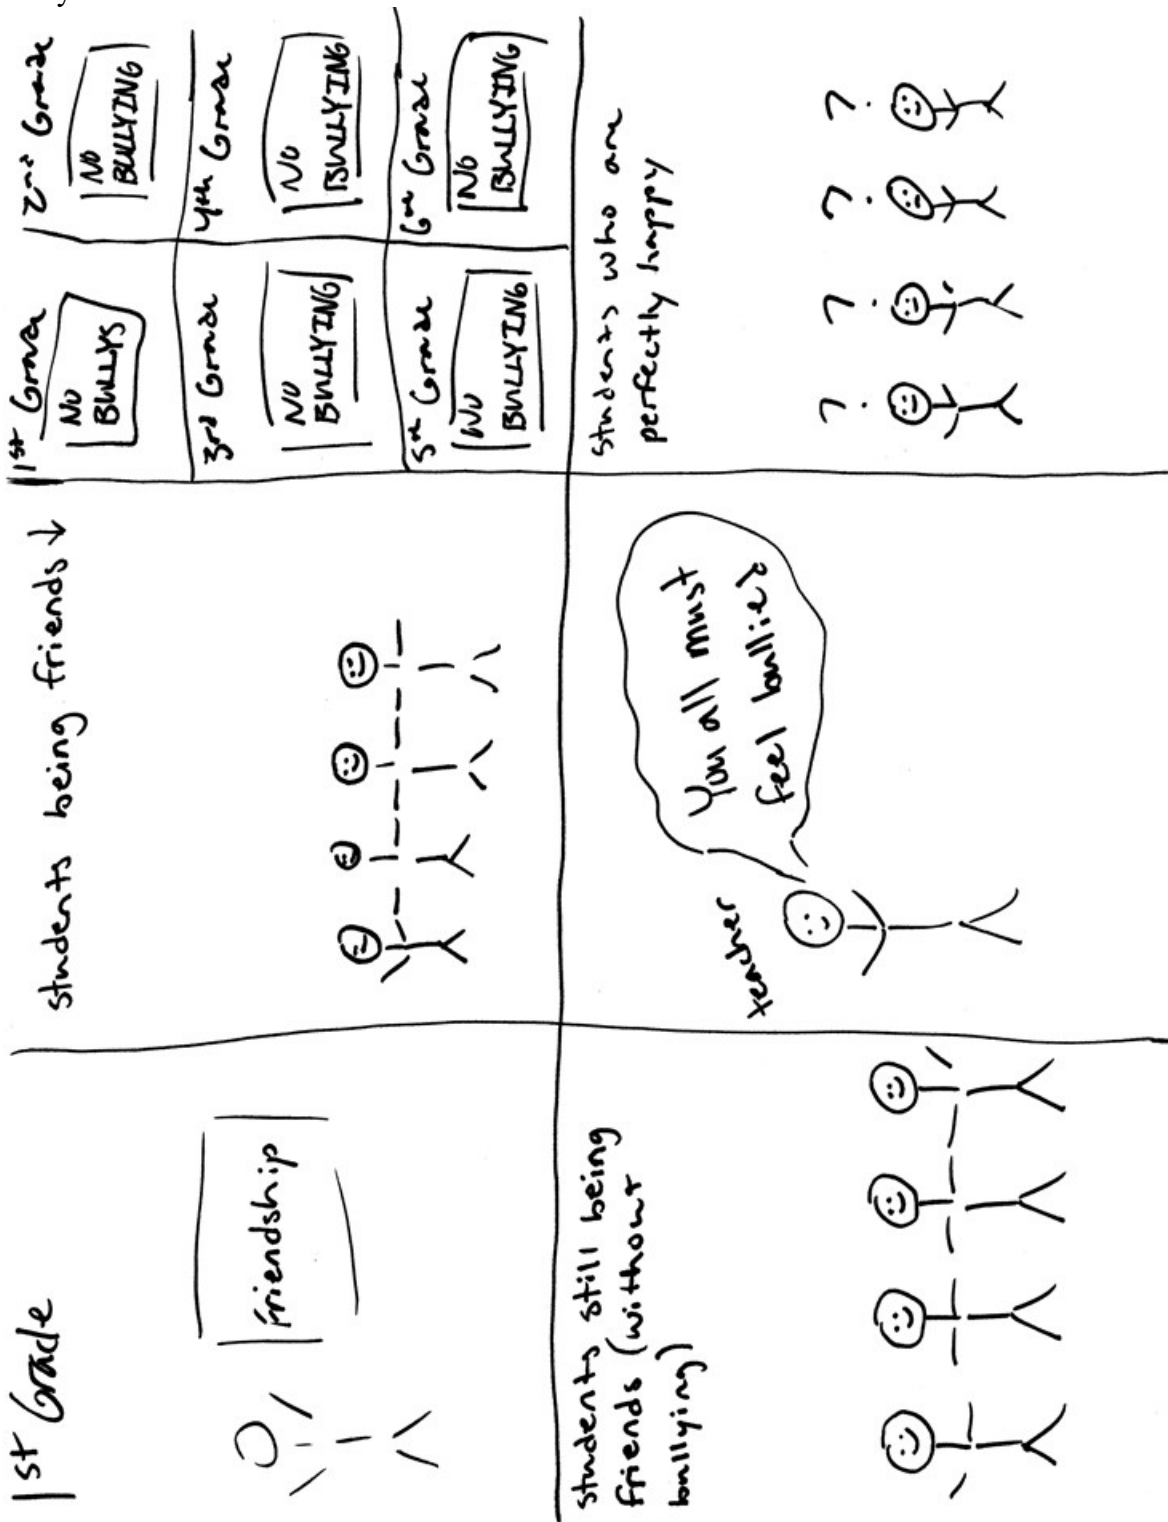 1st Grade
Friendship
students being friends ↓
1st Grade
NO
BULLYS
2nd Grade
NO
BULLYING
3rd Grade
NO
BULLYING
4th Grade
NO
BULLYING
5th Grade
NO
BULLYING
6th Grade
NO
BULLYING
students still being
friends (without
bullying)
teacher
You all must
feel bullied
students who are
perfectly happy
? ? ? ?